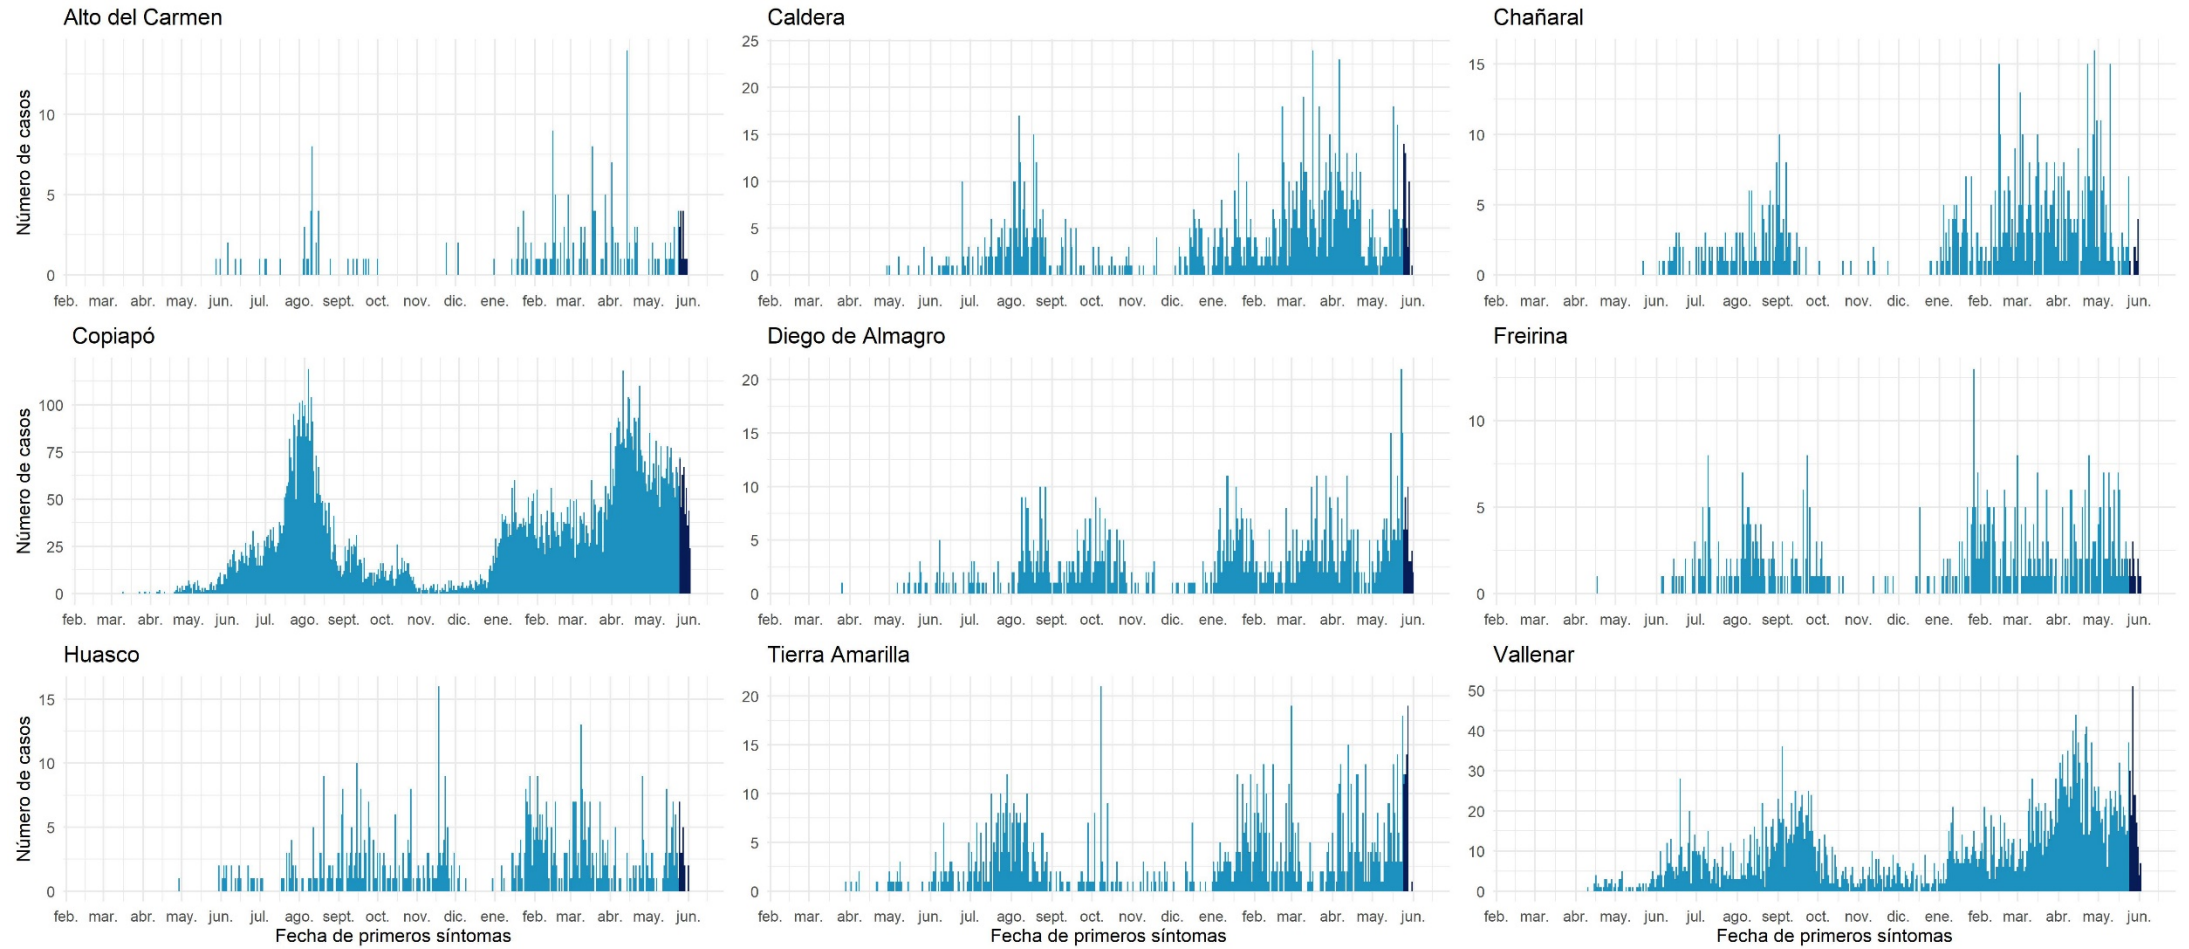 Alto del Carmen
Número de casos
10
5
0
feb. mar. abr. may. jun. jul. ago. sept. oct. nov. dic. ene. feb. mar. abr. may. jun.
Caldera
25
20
15
10
5
0
feb. mar. abr. may. jun. jul. ago. sept. oct. nov. dic. ene. feb. mar. abr. may. jun.
Chañaral
15
10
5
0
feb. mar. abr. may. jun. jul. ago. sept. oct. nov. dic. ene. feb. mar. abr. may. jun.
Copiapó
Número de casos
100
75
50
25
0
feb. mar. abr. may. jun. jul. ago. sept. oct. nov. dic. ene. feb. mar. abr. may. jun.
Diego de Almagro
20
15
10
5
0
feb. mar. abr. may. jun. jul. ago. sept. oct. nov. dic. ene. feb. mar. abr. may. jun.
Freirina
10
5
0
feb. mar. abr. may. jun. jul. ago. sept. oct. nov. dic. ene. feb. mar. abr. may. jun.
Huasco
Número de casos
15
10
5
0
feb. mar. abr. may. jun. jul. ago. sept. oct. nov. dic. ene. feb. mar. abr. may. jun.
Fecha de primeros síntomas
Tierra Amarilla
20
15
10
5
0
feb. mar. abr. may. jun. jul. ago. sept. oct. nov. dic. ene. feb. mar. abr. may. jun.
Fecha de primeros síntomas
Vallenar
50
40
30
20
10
0
feb. mar. abr. may. jun. jul. ago. sept. oct. nov. dic. ene. feb. mar. abr. may. jun.
Fecha de primeros síntomas